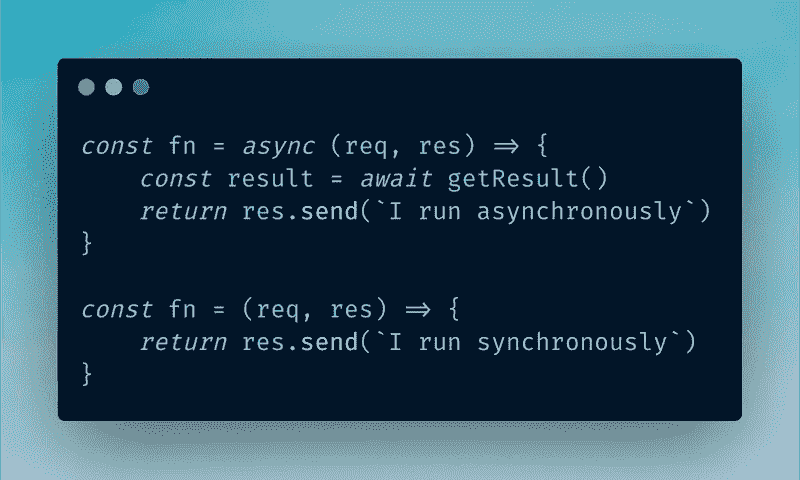 const fn = async (req, res) => {
    const result = await getResult()
    return res.send(`I run asynchronously`)
}
const fn = (req, res) => {
    return res.send(`I run synchronously`)
}